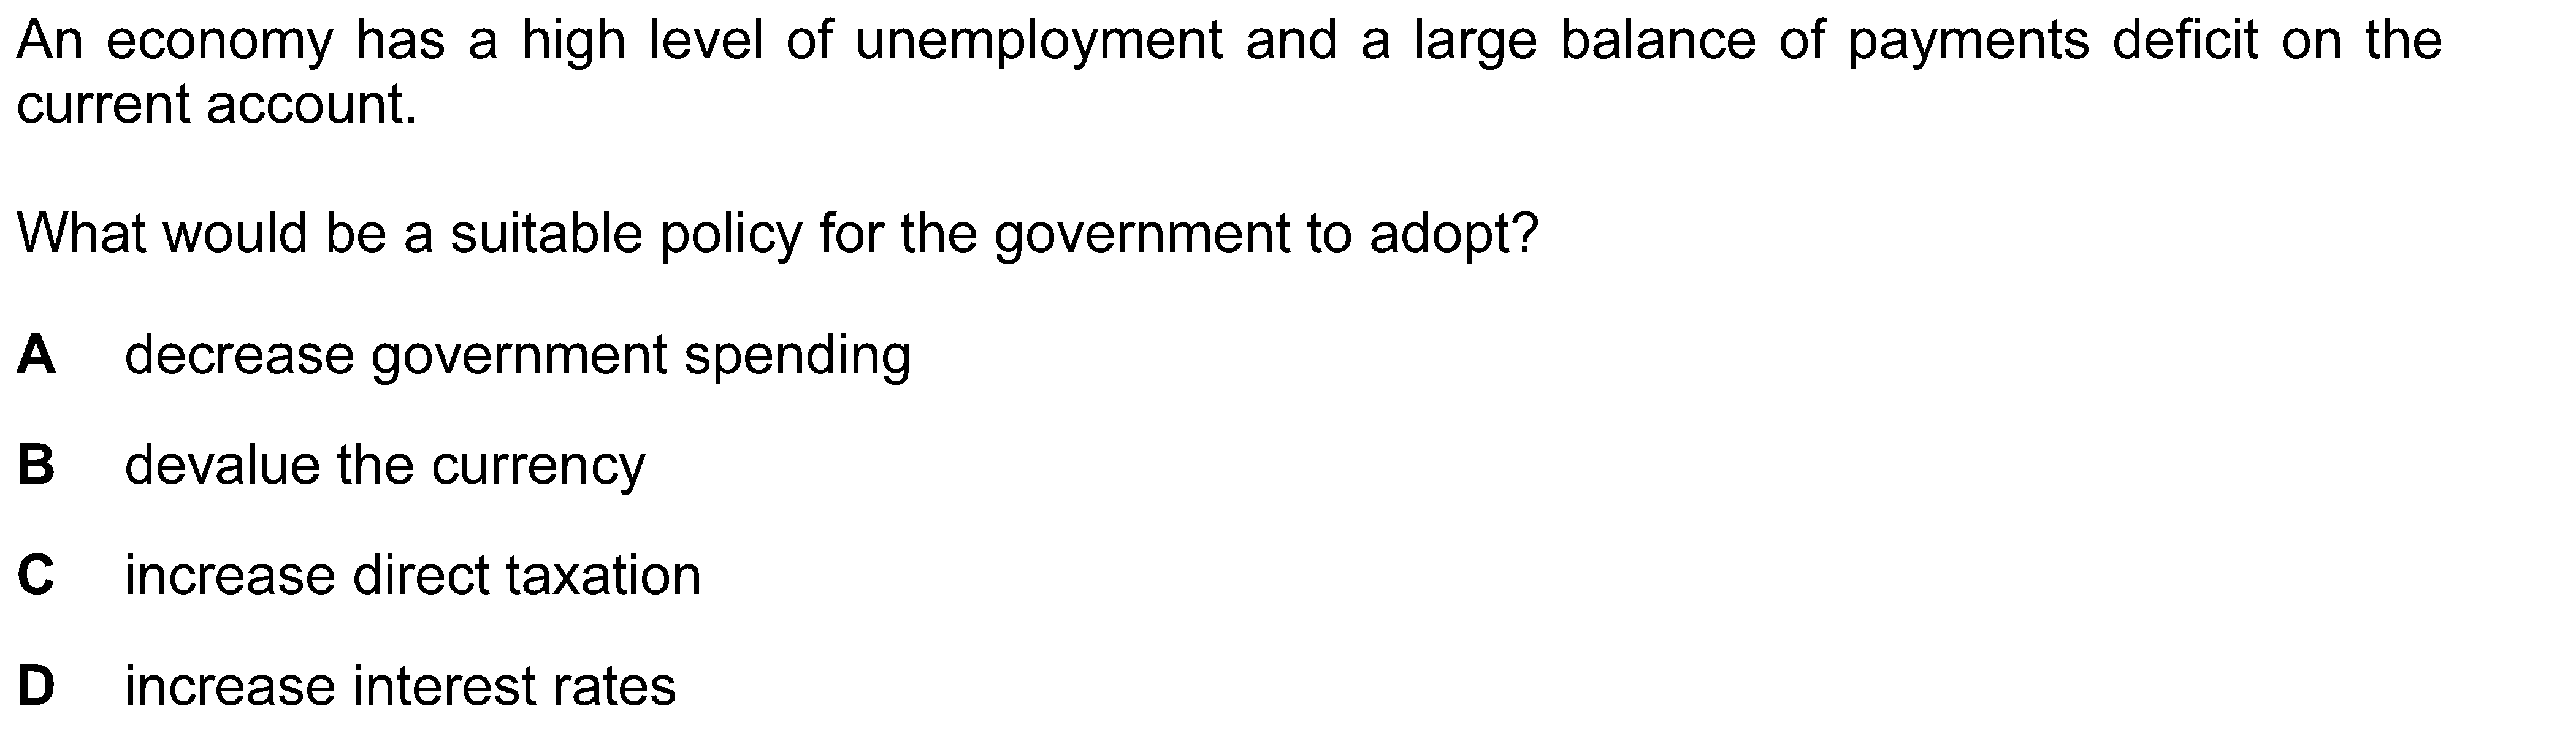 An economy has a high level of unemployment and a large balance of payments deficit on the
current account.
What would be a suitable policy for the government to adopt?
A decrease government spending
B devalue the currency
C increase direct taxation
D increase interest rates